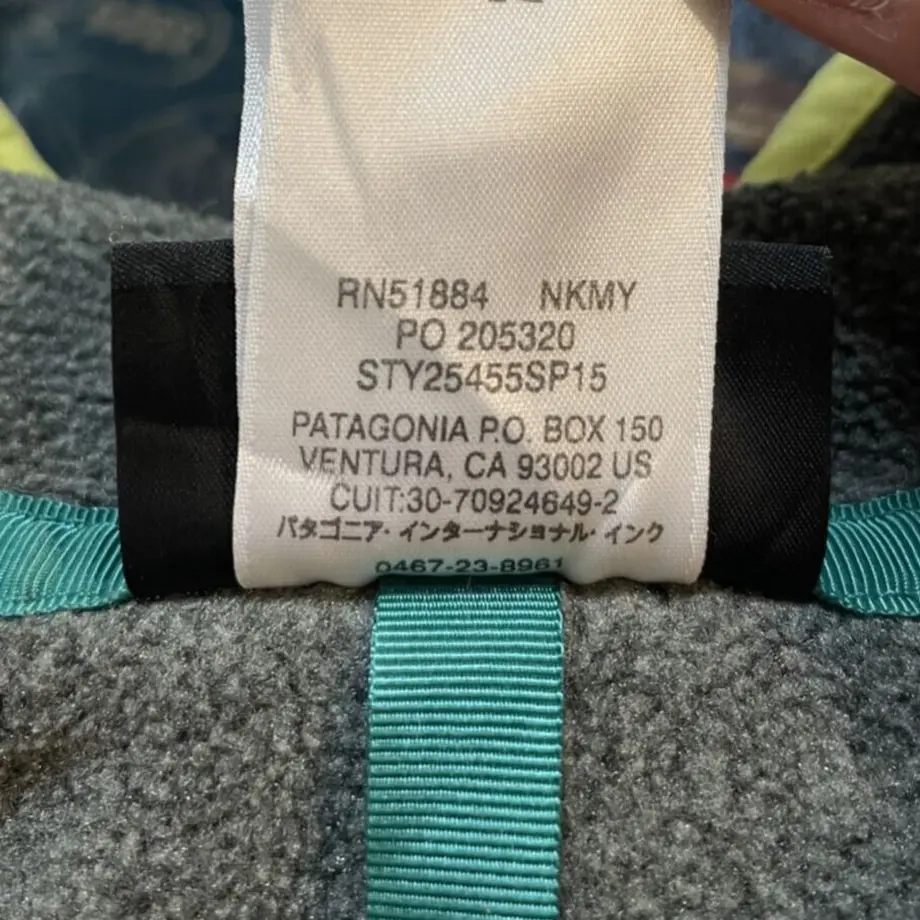 RN51884 NKMY
PO 205320
STY25455SP15
PATAGONIA P.O. BOX 150
VENTURA, CA 93002 US
CUIT:30-70924649-2
パタゴニア・インターナショナル・インク
0467-23-8961